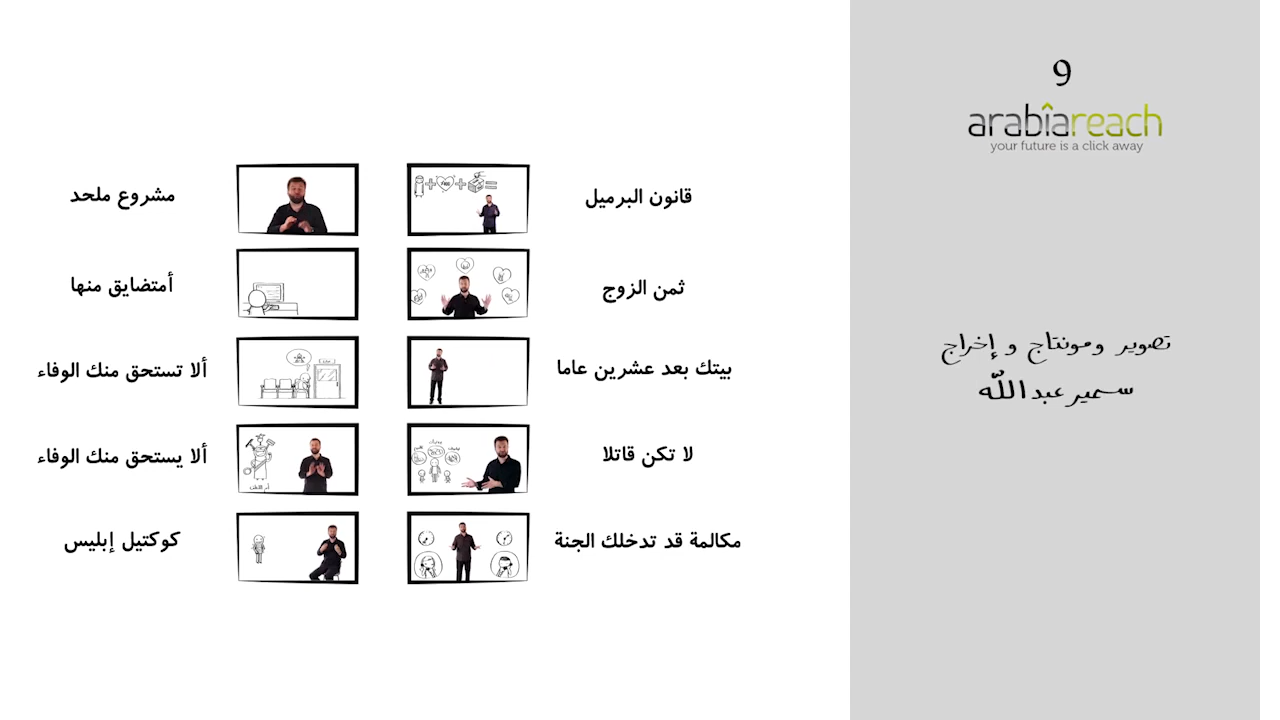 و
arabiareach
your future is a click away
تصوير ومونتاج و إخراج
سمير عبدالله
قانون البرميل
ثمن الزوج
بيتك بعد عشرين عاما
لا تكن قاتلا
مكالمة قد تدخلك الجنة
مشروع ملحد
أمتضايق منها
ألا تستحق منك الوفاء
ألا يستحق منك الوفاء
كوكتيل إبليس